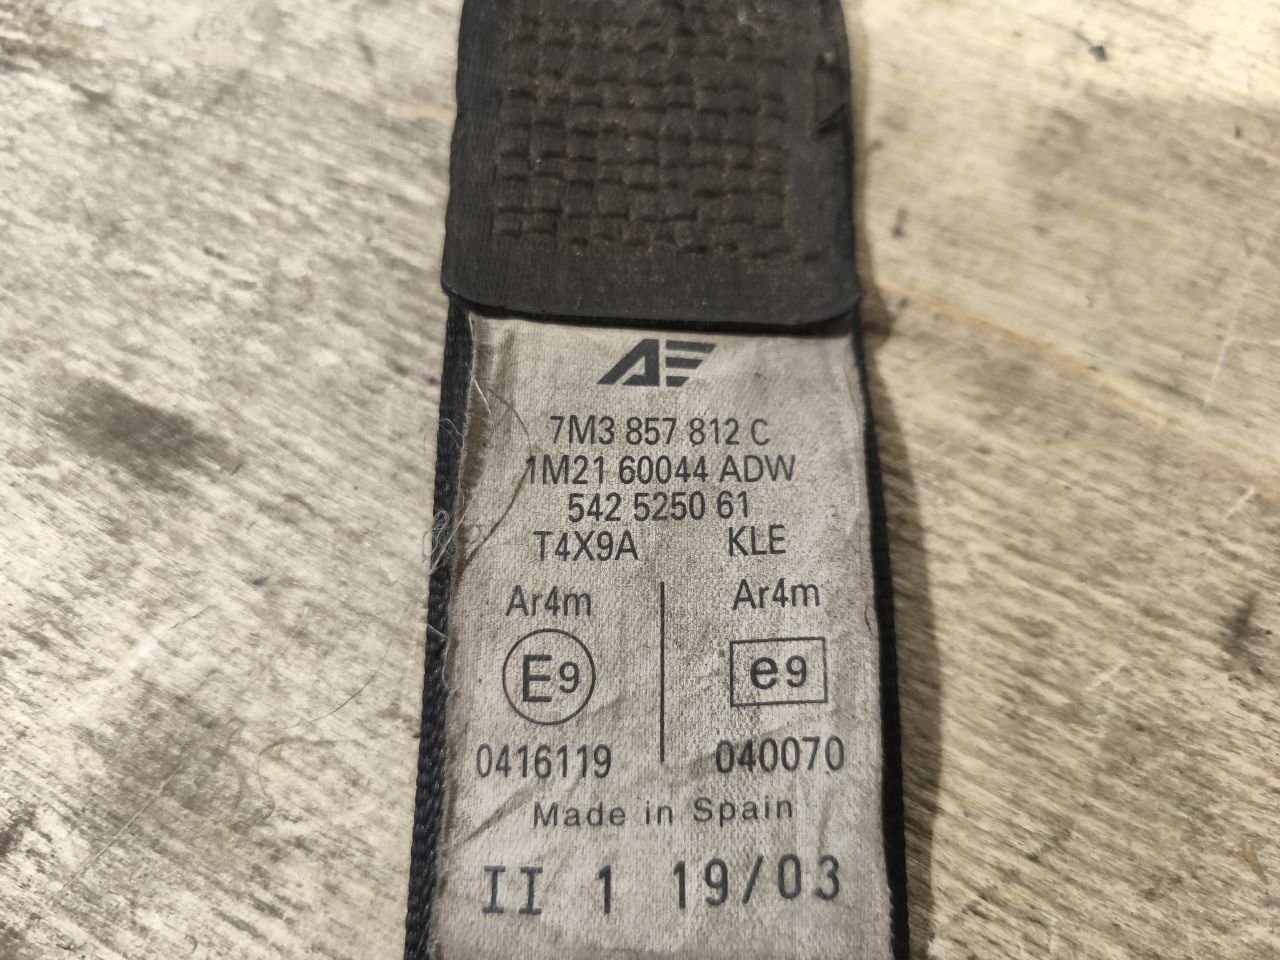 AE
7M3 857 812 C
1M21 60044 ADW
542 5250 61
T4X9A KLE
Ar4m Ar4m
E9 e9
0416119 040070
Made in Spain
II 1 19/03